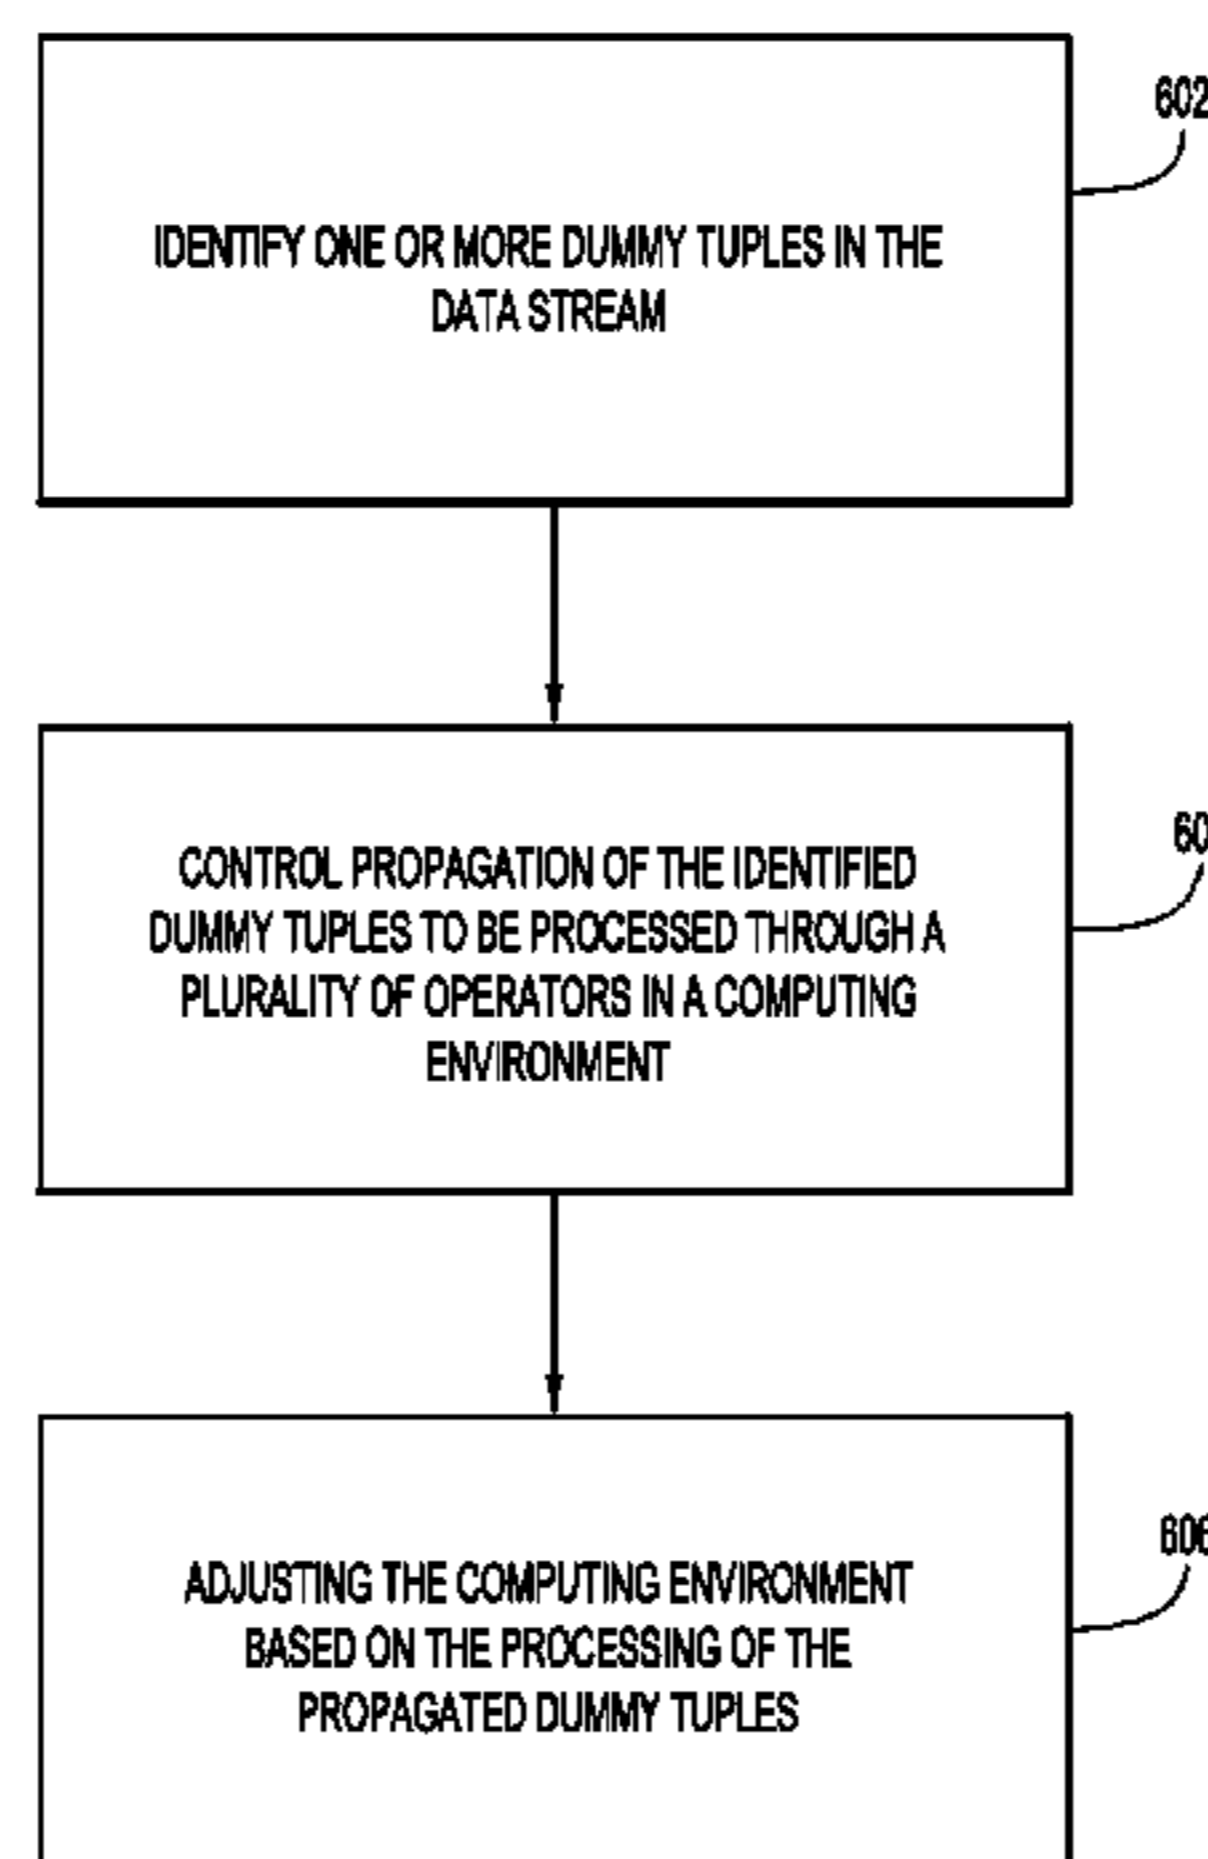 602
IDENTIFY ONE OR MORE DUMMY TUPLES IN THE
DATA STREAM
60
CONTROL PROPAGATION OF THE IDENTIFIED
DUMMY TUPLES TO BE PROCESSED THROUGH A
PLURALITY OF OPERATORS IN A COMPUTING
ENVIRONMENT
606
ADJUSTING THE COMPUTING ENVIRONMENT
BASED ON THE PROCESSING OF THE
PROPAGATED DUMMY TUPLES